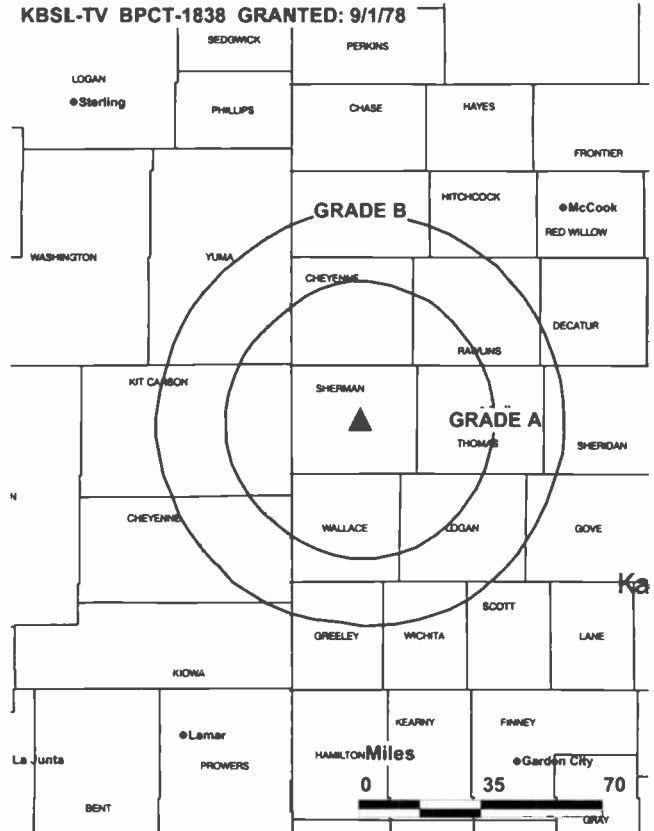 KBSL-TV BPCT-1838 GRANTED: 9/1/78
SEDGWICK
PERKINS
LOGAN
Sterling
PHILLIPS
CHASE
HAYES
FRONTIER
HITCHCOCK
McCook
GRADE B
RED WILLOW
WASHINGTON
YUMA
CHEYENNE
DECATUR
RAWLINS
KIT CARSON
SHERMAN
GRADE A
THOMAS
SHERIDAN
N
CHEYENNE
WALLACE
LOGAN
GOVE
Ka
SCOTT
GREELEY
WICHITA
LANE
KIOWA
KEARNY
FINNEY
Lamar
La Junta
PROWERS
HAMILTON
Miles
Garden City
0 35 70
BENT
GRAY